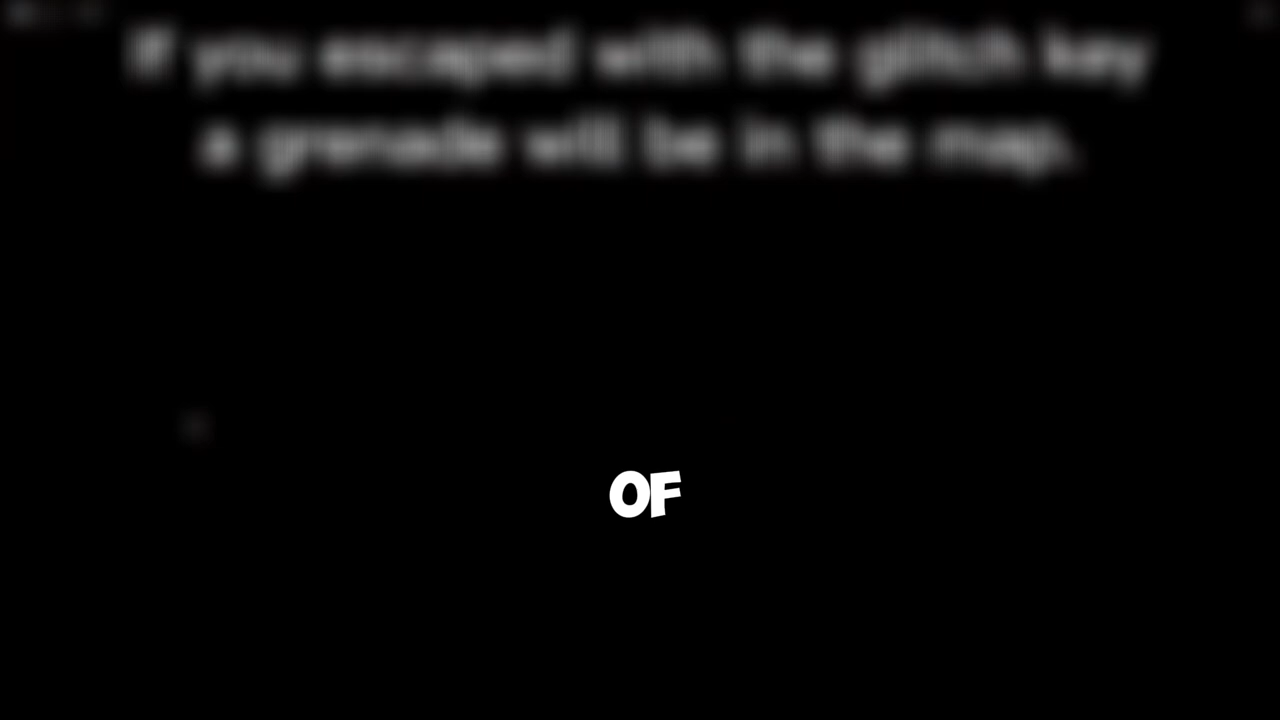 If you escaped with the glitch key
a grenade will be in the map.
OF